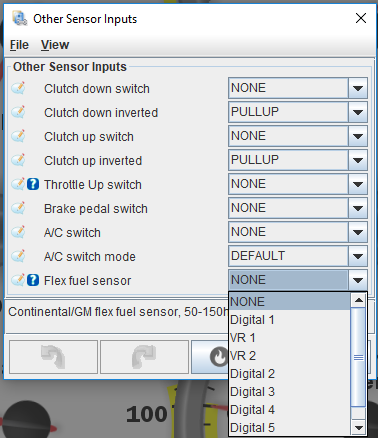 Other Sensor Inputs
File View
Other Sensor Inputs
Clutch down switch NONE
Clutch down inverted PULLUP
Clutch up switch NONE
Clutch up inverted PULLUP
Throttle Up switch NONE
Brake pedal switch NONE
A/C switch NONE
A/C switch mode DEFAULT
Flex fuel sensor NONE
NONE
Digital 1
VR 1
VR 2
Digital 2
Digital 3
Digital 4
Digital 5
Continental/GM flex fuel sensor, 50-150h
100